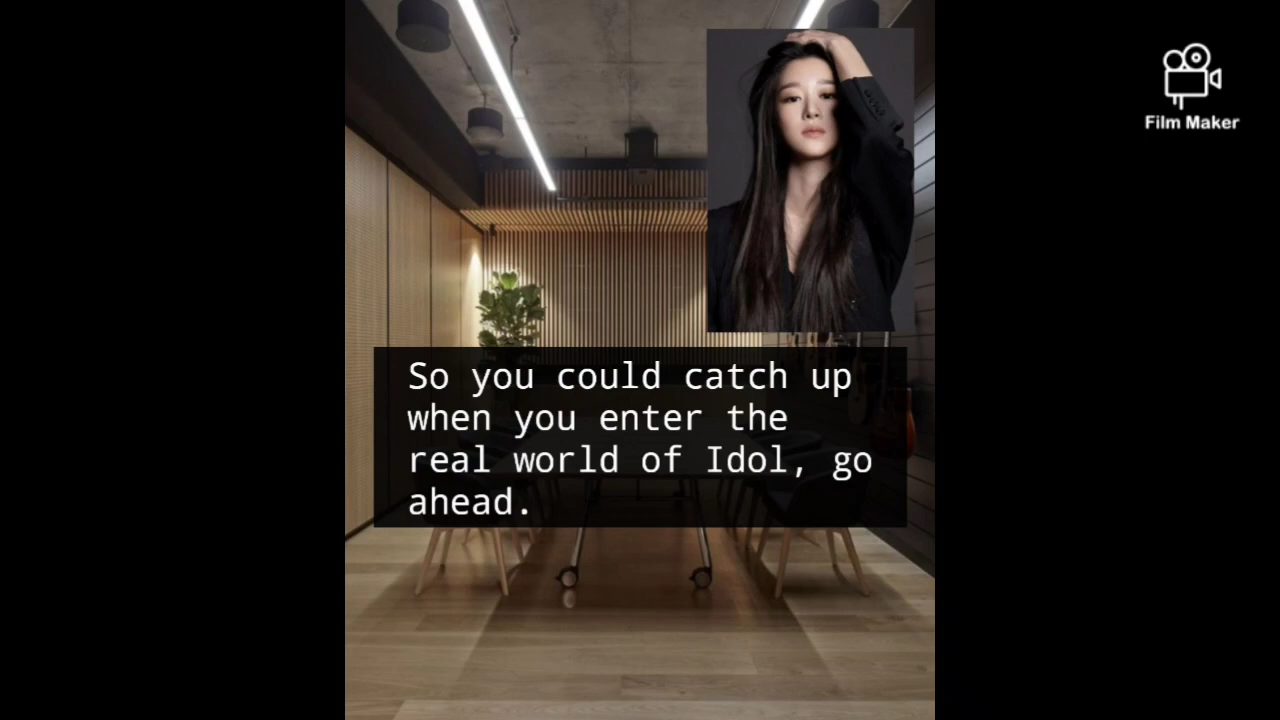 Film Maker
So you could catch up
when you enter the
real world of Idol, go
ahead.